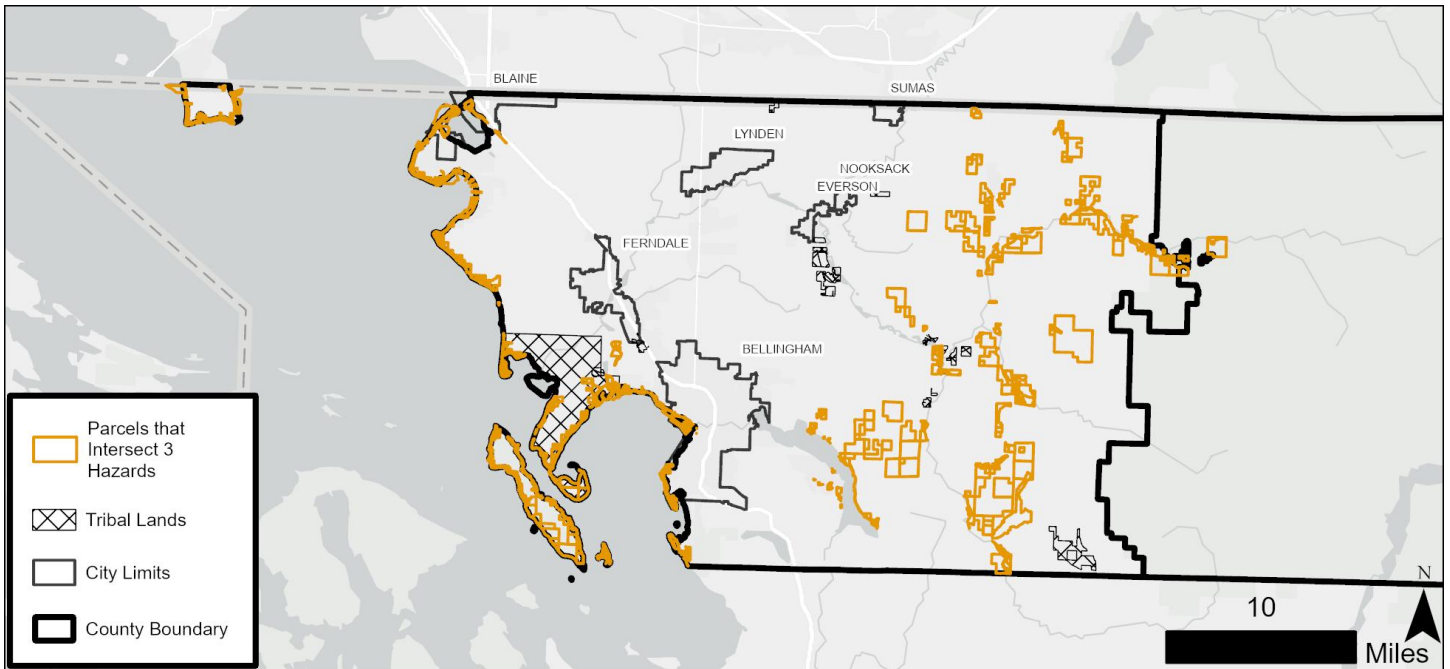 BLAINE
SUMAS
LYNDEN
NOOKSACK
EVERSON
FERNDALE
BELLINGHAM
Parcels that
Intersect 3
Hazards
Tribal Lands
City Limits
County Boundary
N
10
Miles